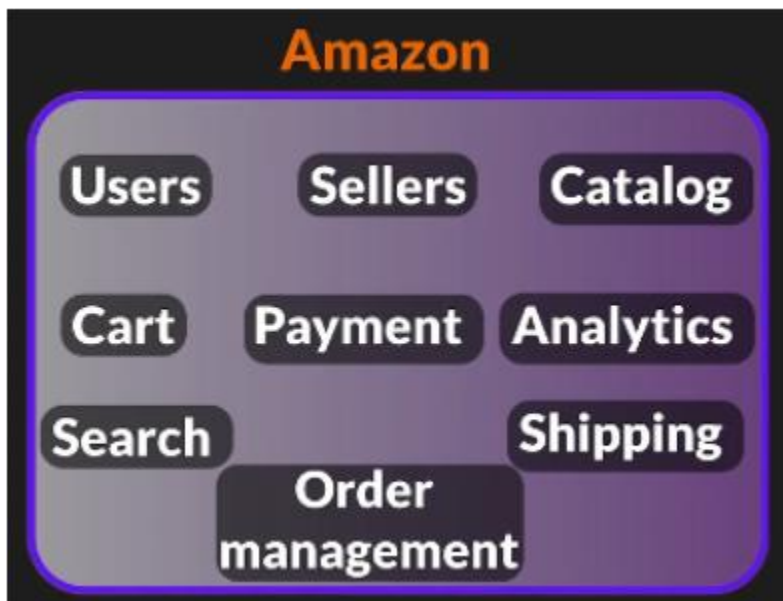 Amazon
Users Sellers Catalog
Cart Payment Analytics
Search Shipping
Order
management